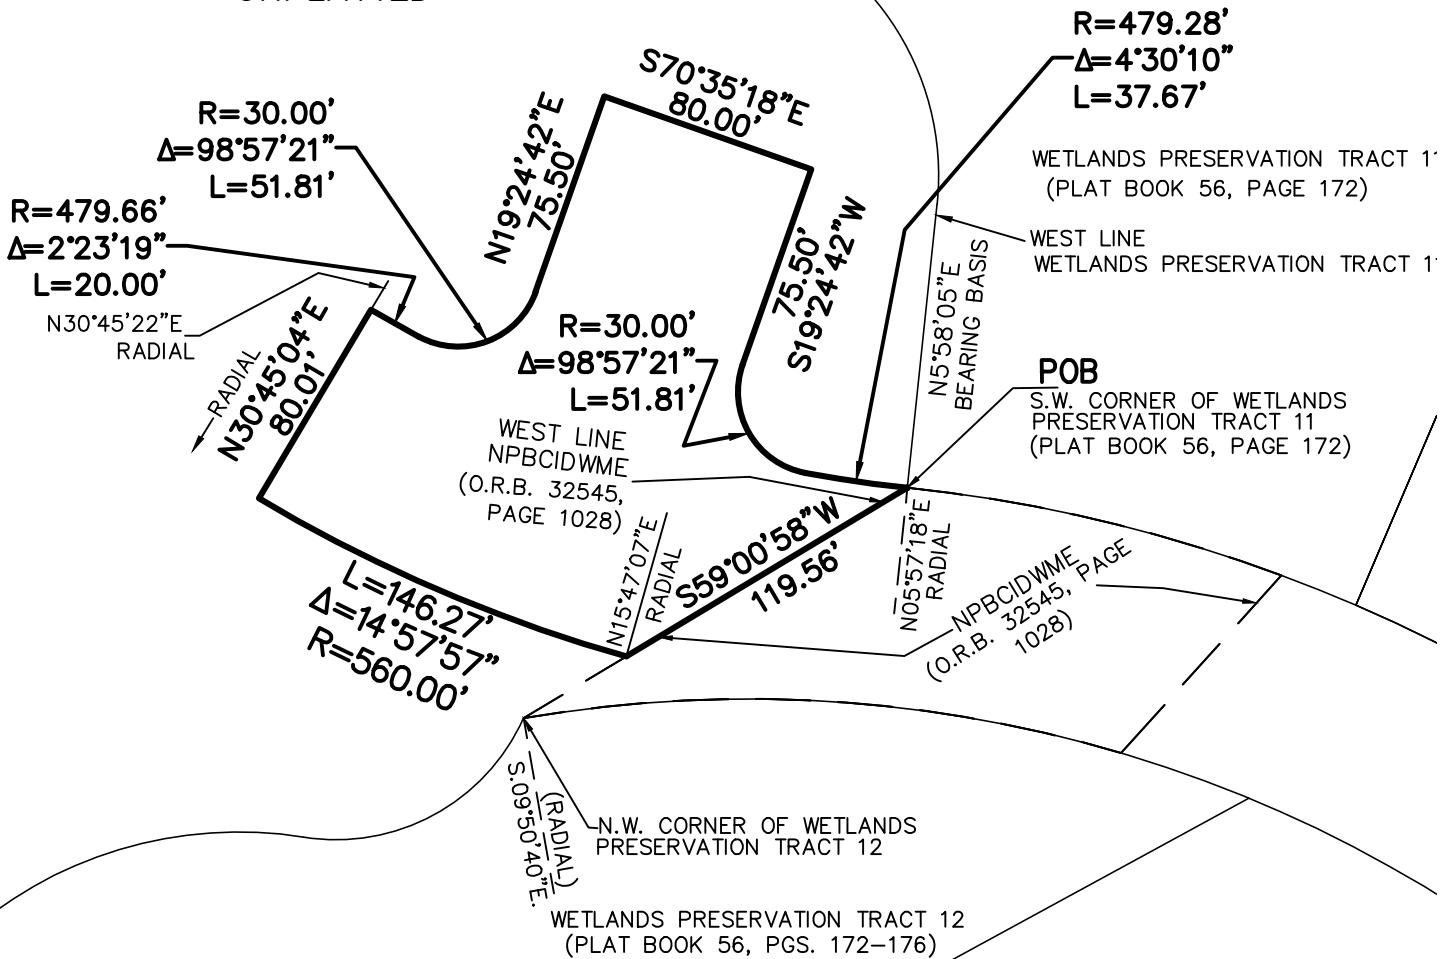 R=479.28'
Δ=4°30'10"
L=37.67'
S70°35'18"E
80.00'
R=30.00'
Δ=98°57'21"
L=51.81'
N19°24'42"E
75.50'
WETLANDS PRESERVATION TRACT 11
(PLAT BOOK 56, PAGE 172)
R=479.66'
Δ=2°23'19"
L=20.00'
75.50'
S19°24'42"W
WEST LINE
WETLANDS PRESERVATION TRACT 11
N5°58'05"E
BEARING BASIS
N30°45'22"E
RADIAL
RADIAL
N30°45'04"E
80.01'
R=30.00'
Δ=98°57'21"
L=51.81'
POB
S.W. CORNER OF WETLANDS
PRESERVATION TRACT 11
(PLAT BOOK 56, PAGE 172)
WEST LINE
NPBCIDWME
(O.R.B. 32545,
PAGE 1028)
S59°00'58"W
119.56'
N15°47'07"E
RADIAL
N05°57'18"E
RADIAL
NPBCIDWME
(O.R.B. 32545, PAGE
1028)
L=146.27'
Δ=14°57'57"
R=560.00'
(RADIAL)
S.09°50'40"E.
N.W. CORNER OF WETLANDS
PRESERVATION TRACT 12
WETLANDS PRESERVATION TRACT 12
(PLAT BOOK 56, PGS. 172-176)